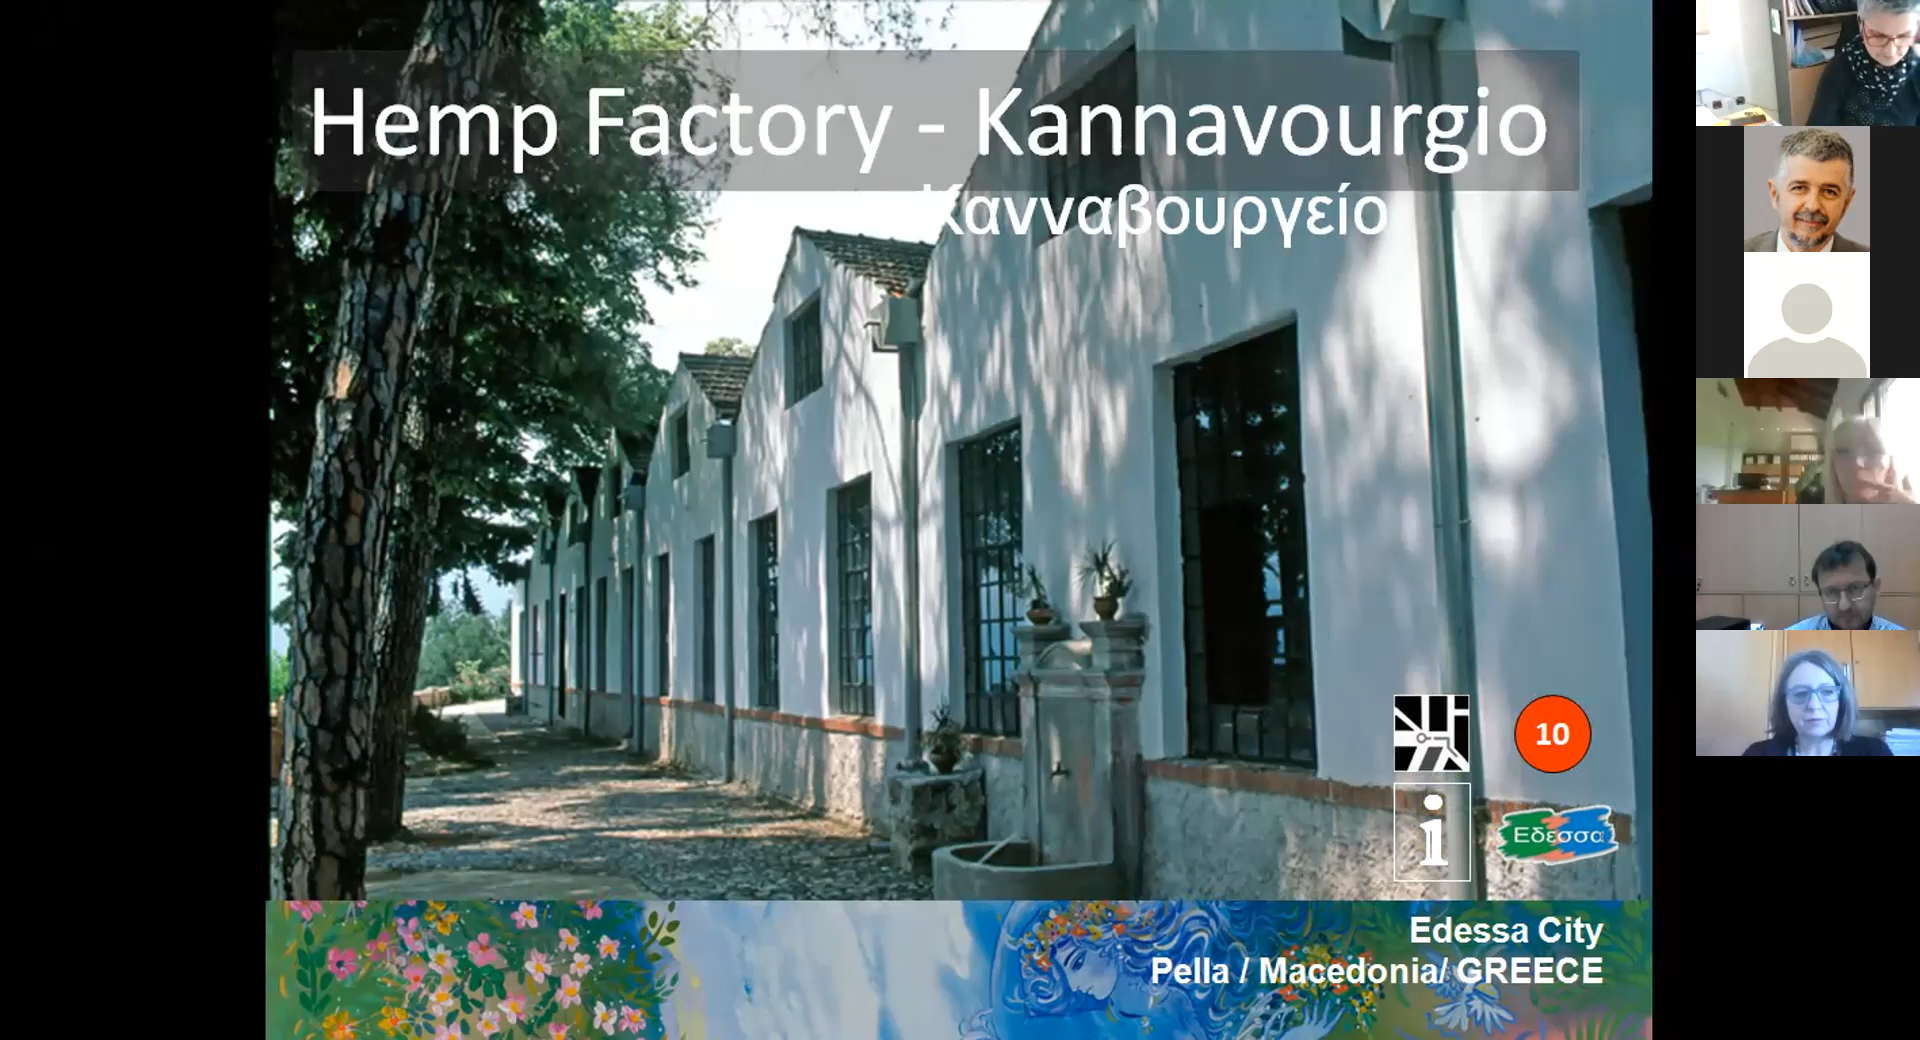 Hemp Factory - Kannavourgio
Κανναβουργείο
10
i
Εδεσσα
Edessa City
Pella / Macedonia/ GREECE